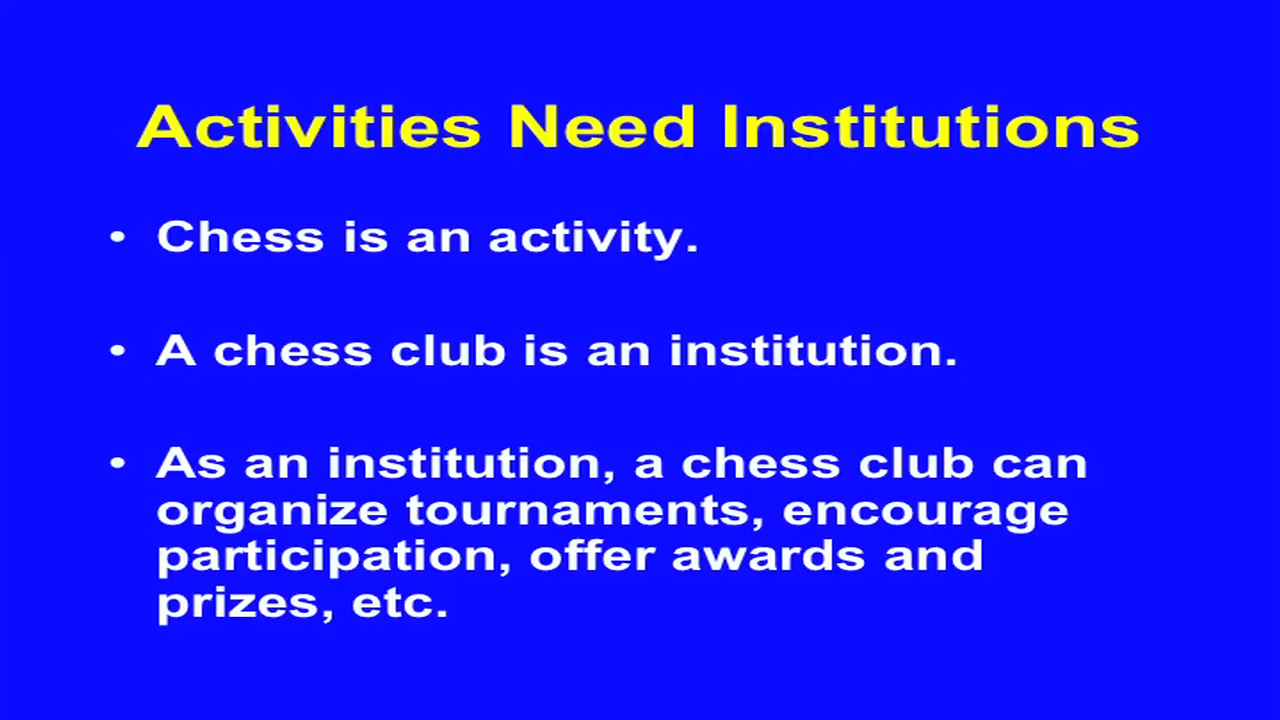 Activities Need Institutions
• Chess is an activity.
• A chess club is an institution.
• As an institution, a chess club can
organize tournaments, encourage
participation, offer awards and
prizes, etc.